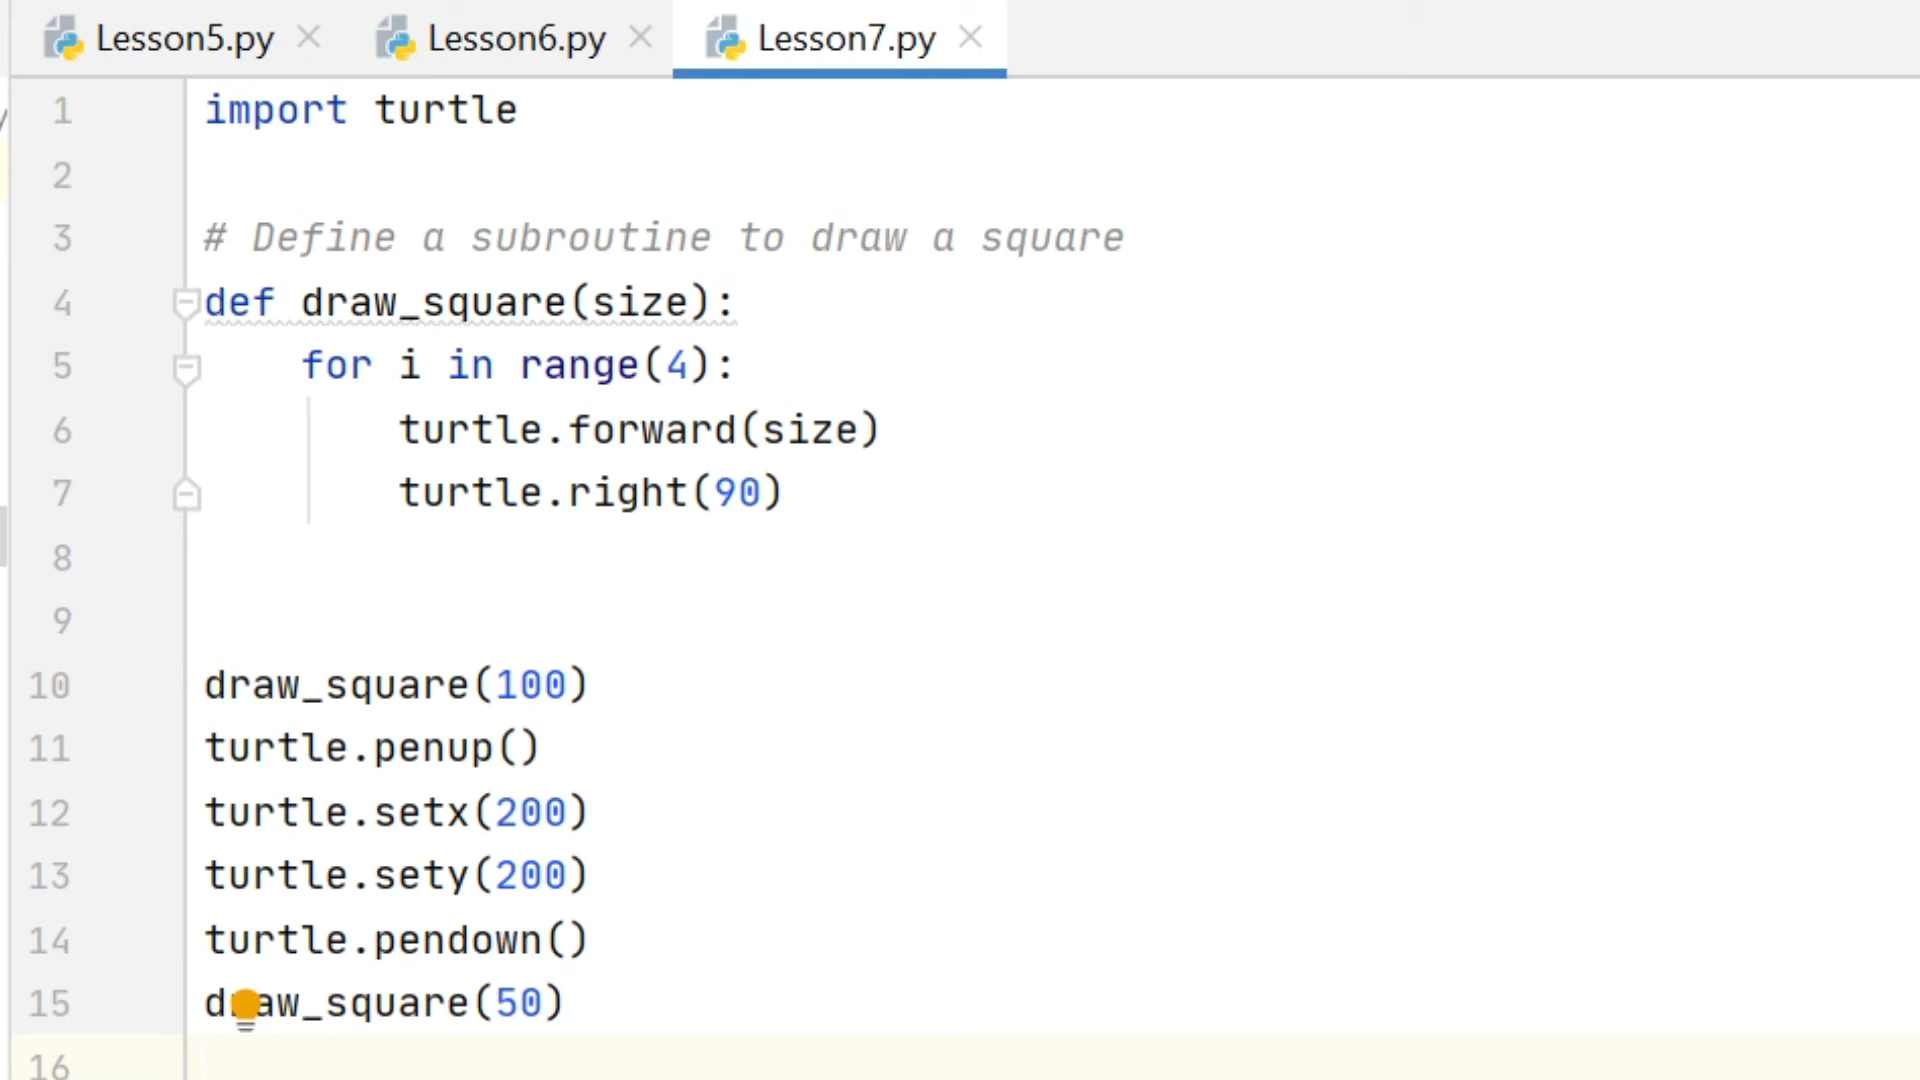 Lesson5.py Lesson6.py Lesson7.py
1 import turtle
2
3 # Define a subroutine to draw a square
4 def draw_square(size):
5 for i in range(4):
6 turtle.forward(size)
7 turtle.right(90)
8
9
10 draw_square(100)
11 turtle.penup()
12 turtle.setx(200)
13 turtle.sety(200)
14 turtle.pendown()
15 draw_square(50)
16